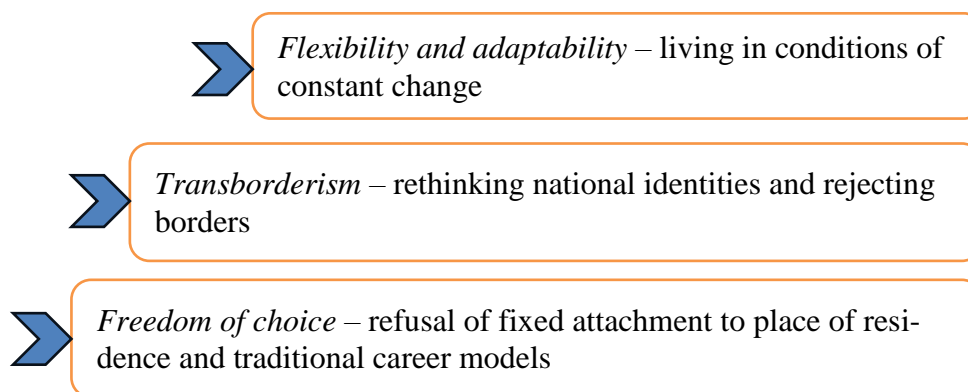 Flexibility and adaptability – living in conditions of
constant change
Transborderism – rethinking national identities and rejecting
borders
Freedom of choice – refusal of fixed attachment to place of resi-
dence and traditional career models